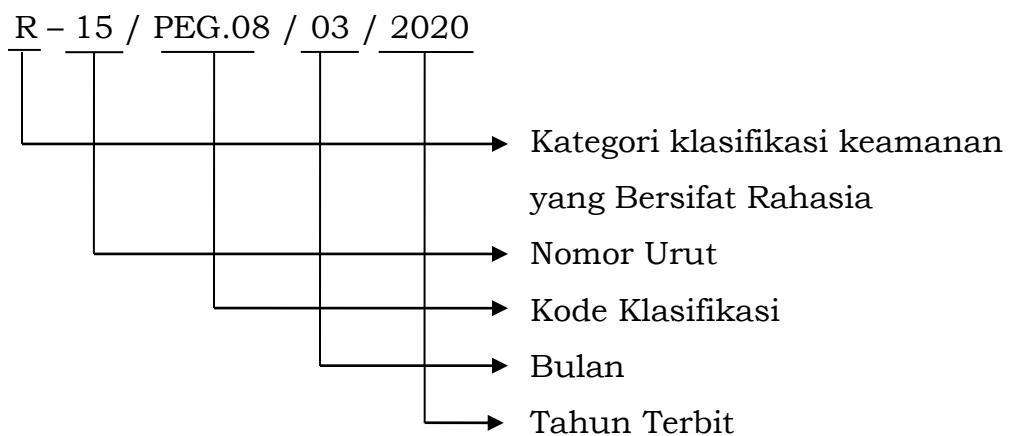 R – 15 / PEG.08 / 03 / 2020
Kategori klasifikasi keamanan
yang Bersifat Rahasia
Nomor Urut
Kode Klasifikasi
Bulan
Tahun Terbit